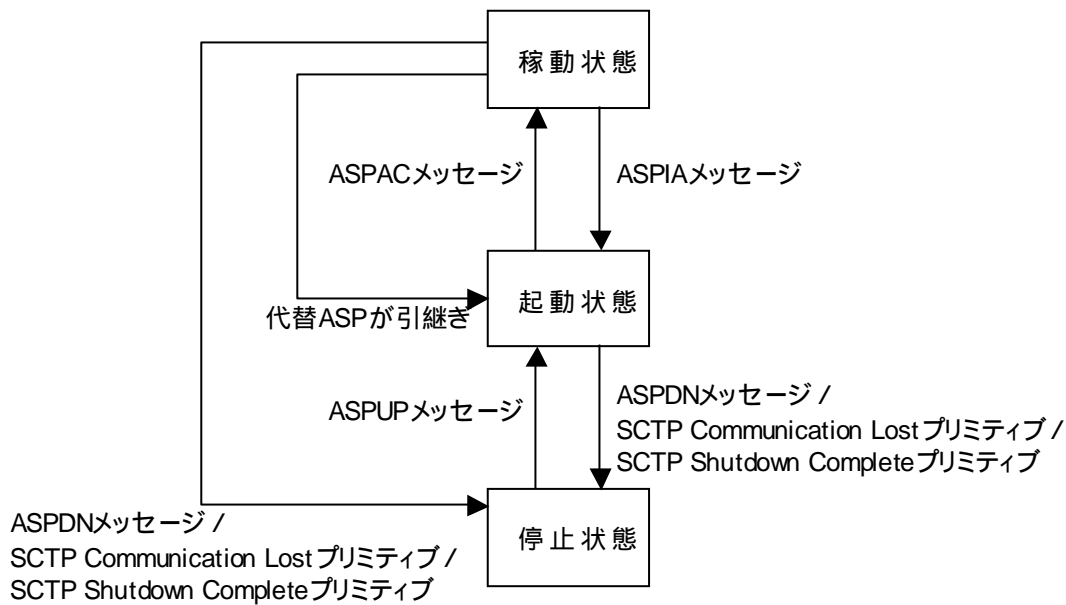 稼動状態
ASPACメッセージ
ASPIAメッセージ
起動状態
代替ASPが引継ぎ
ASPUPメッセージ
ASPDNメッセージ /
SCTP Communication Lostプリミティブ /
SCTP Shutdown Completeプリミティブ
停止状態
ASPDNメッセージ /
SCTP Communication Lostプリミティブ /
SCTP Shutdown Completeプリミティブ